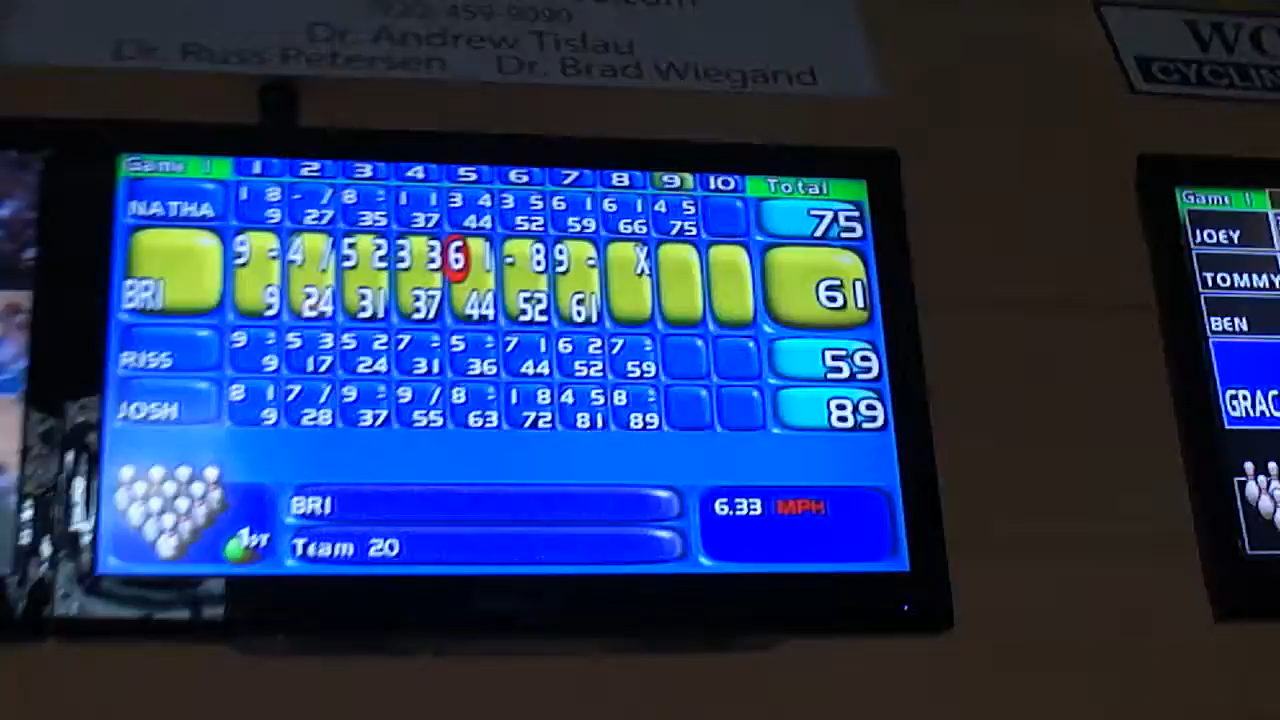 459-9090
Dr. Andrew Tislau
Dr. Russ Petersen Dr. Brad Wiegand
WO
CYCLIN
Game 1 1 2 3 4 5 6 7 8 9 10 Total
NATHA 1 8 - / 8 - 1 1 3 4 3 5 6 1 6 1 4 5
9 27 35 37 44 52 59 66 75 75
9 - 4 / 5 2 3 3 6 1 - 8 9 - X
BRI 9 24 31 37 44 52 61 61
9 - 5 3 5 2 7 - 5 - 7 1 6 2 7 -
RISS 9 17 24 31 36 44 52 59 59
8 1 7 / 9 - 9 / 8 - 1 8 4 5 8 -
JOSH 9 28 37 55 63 72 81 89 89
BRI
6.33 MPH
1ST
Team 20
Game 1
JOEY
TOMMY
BEN
GRAC